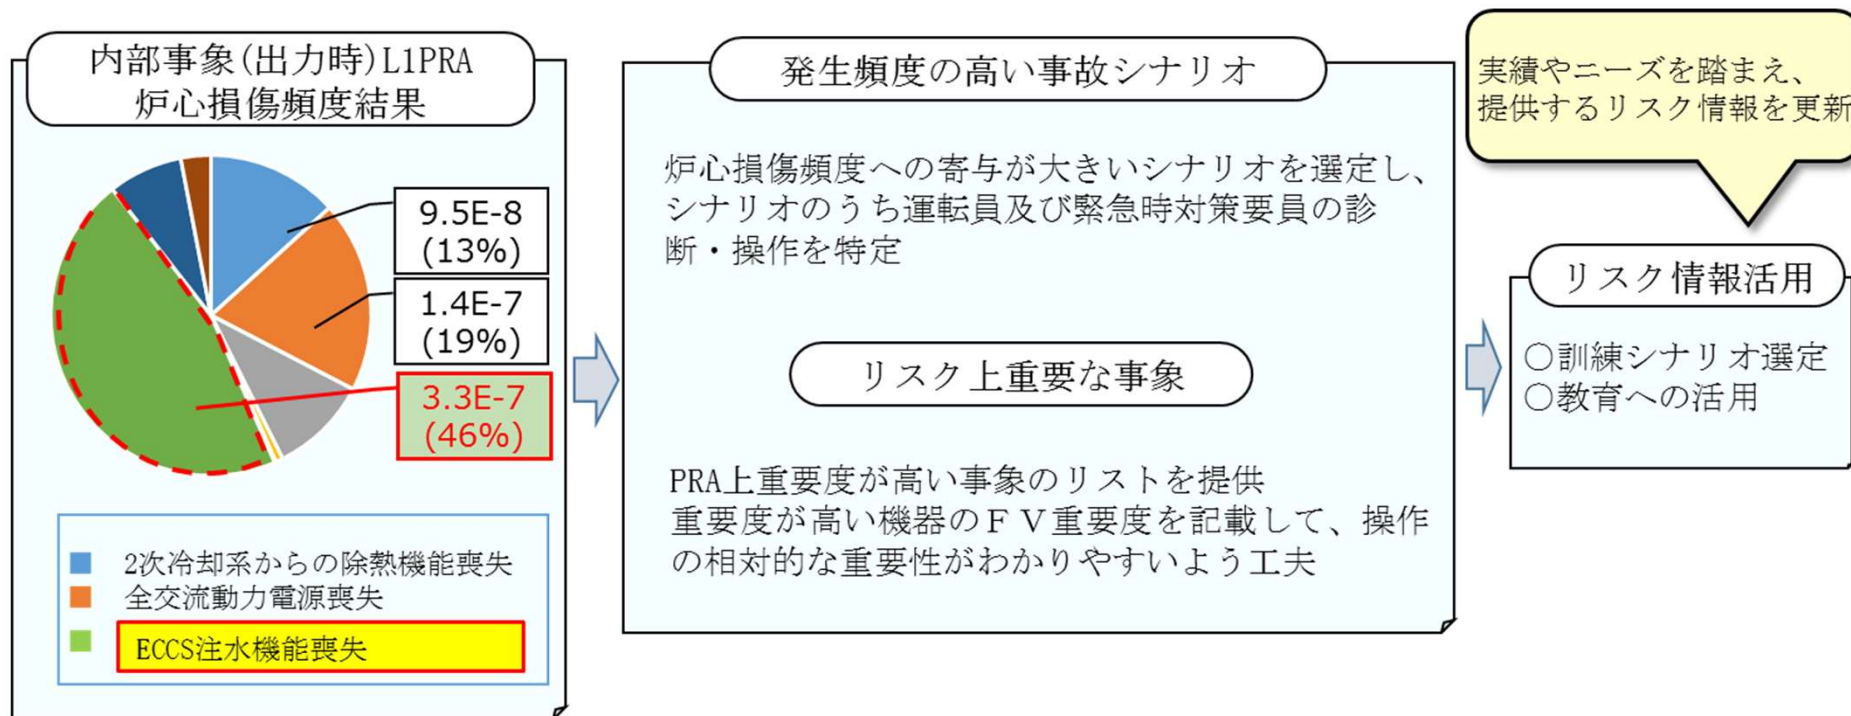 内部事象(出力時)L1PRA
炉心損傷頻度結果
9.5E-8
(13%)
1.4E-7
(19%)
3.3E-7
(46%)
2次冷却系からの除熱機能喪失
全交流動力電源喪失
ECCS注水機能喪失
発生頻度の高い事故シナリオ
炉心損傷頻度への寄与が大きいシナリオを選定し、
シナリオのうち運転員及び緊急時対策要員の診
断・操作を特定
リスク上重要な事象
PRA上重要度が高い事象のリストを提供
重要度が高い機器のＦＶ重要度を記載して、操作
の相対的な重要性がわかりやすいよう工夫
実績やニーズを踏まえ、
提供するリスク情報を更新
リスク情報活用
○訓練シナリオ選定
○教育への活用